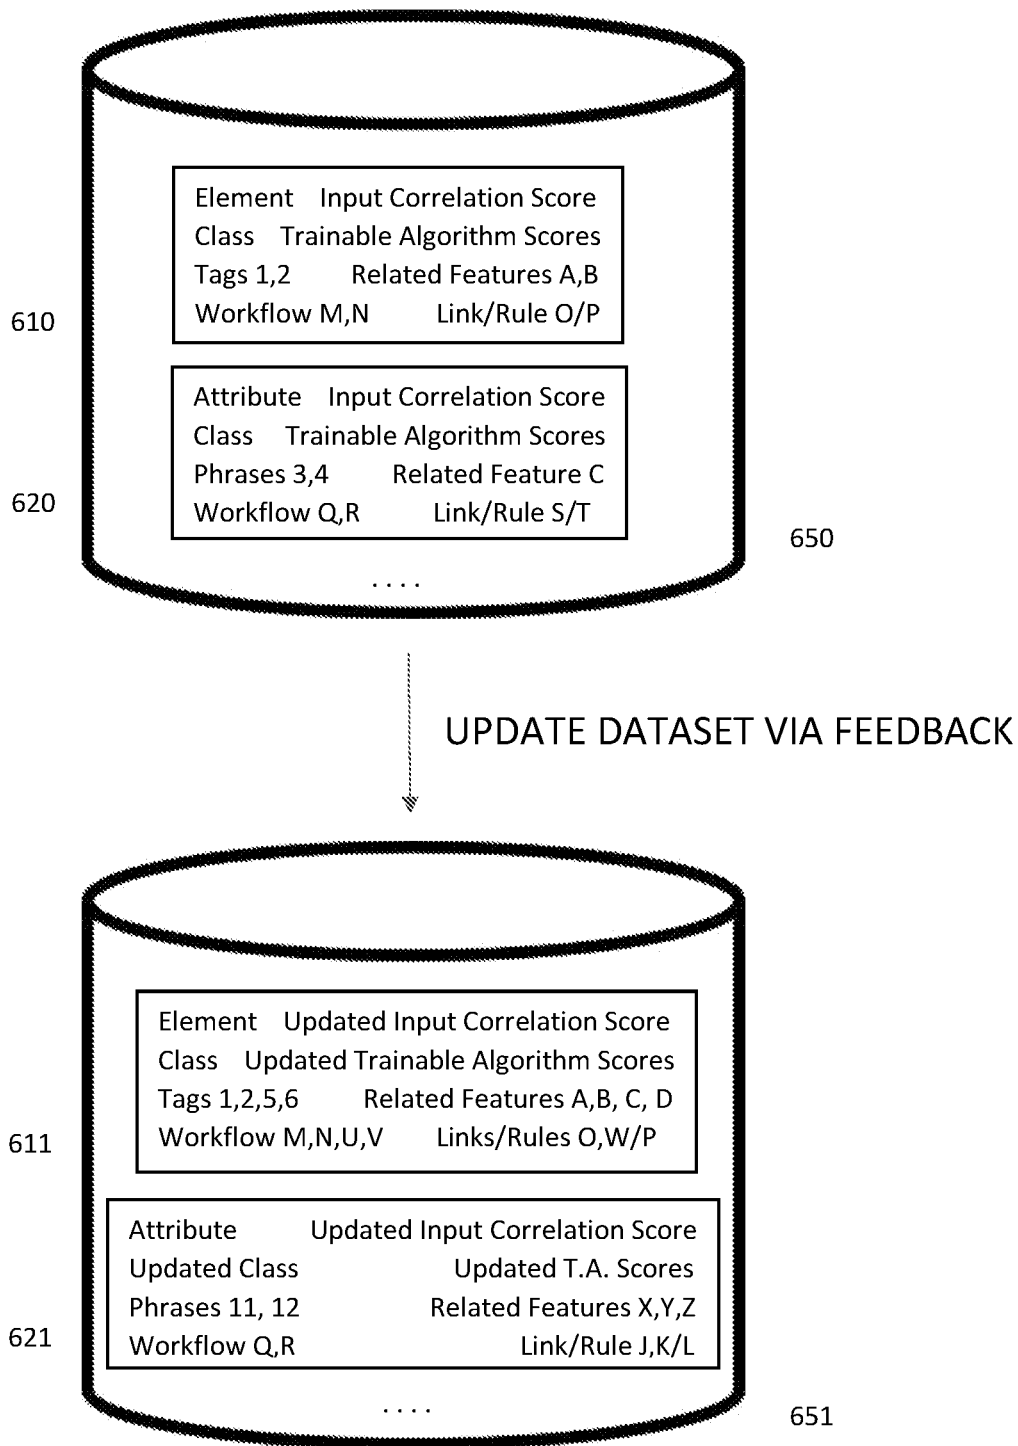 Element Input Correlation Score
Class Trainable Algorithm Scores
Tags 1,2 Related Features A,B
Workflow M,N Link/Rule O/P
610
Attribute Input Correlation Score
Class Trainable Algorithm Scores
Phrases 3,4 Related Feature C
Workflow Q,R Link/Rule S/T
620
650
. . . .
UPDATE DATASET VIA FEEDBACK
Element Updated Input Correlation Score
Class Updated Trainable Algorithm Scores
Tags 1,2,5,6 Related Features A,B, C, D
Workflow M,N,U,V Links/Rules O,W/P
611
Attribute Updated Input Correlation Score
Updated Class Updated T.A. Scores
Phrases 11, 12 Related Features X,Y,Z
Workflow Q,R Link/Rule J,K/L
621
. . . .
651